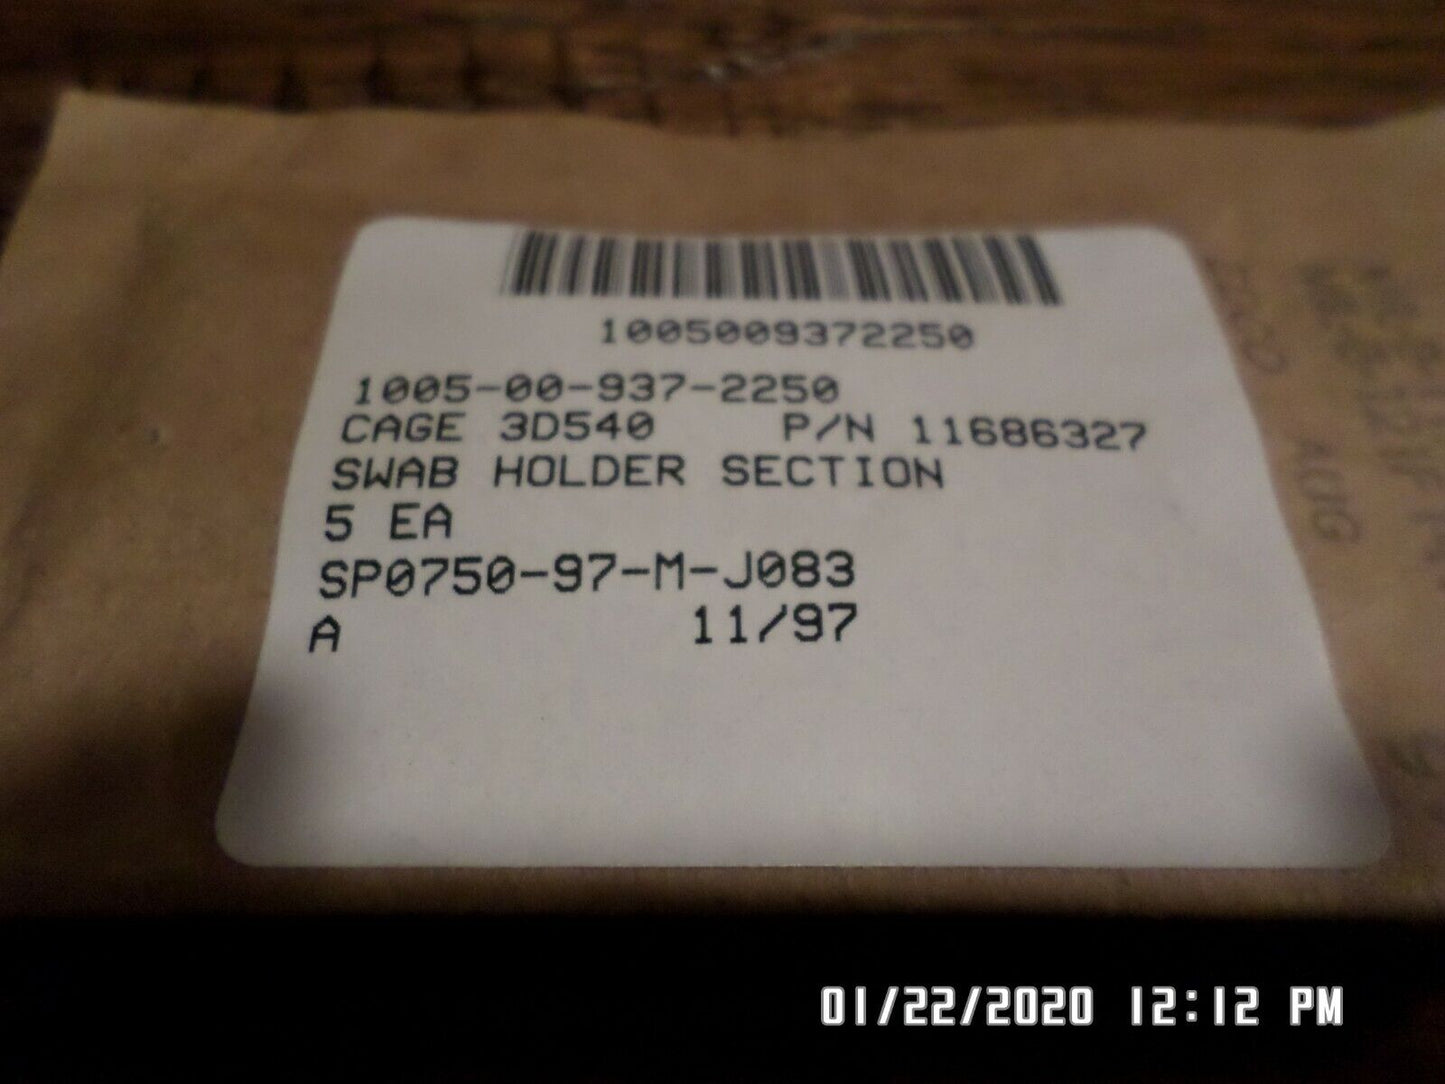 1005009372250
1005-00-937-2250
CAGE 3D540 P/N 11686327
SWAB HOLDER SECTION
5 EA
SP0750-97-M-J083
A 11/97
AUG
01/22/2020 12:12 PM